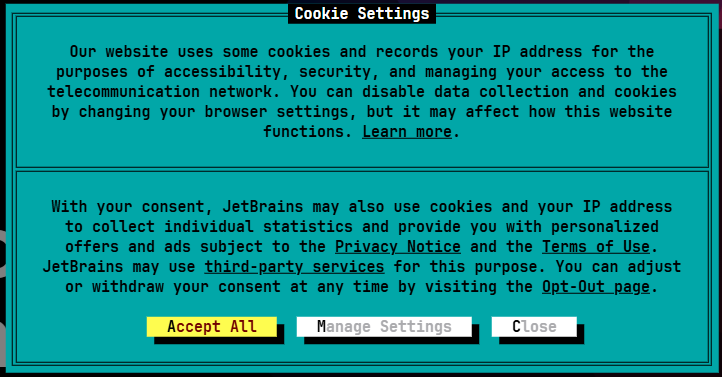 Cookie Settings
Our website uses some cookies and records your IP address for the
purposes of accessibility, security, and managing your access to the
telecommunication network. You can disable data collection and cookies
by changing your browser settings, but it may affect how this website
functions. Learn more.
With your consent, JetBrains may also use cookies and your IP address
to collect individual statistics and provide you with personalized
offers and ads subject to the Privacy Notice and the Terms of Use.
JetBrains may use third-party services for this purpose. You can adjust
or withdraw your consent at any time by visiting the Opt-Out page.
Accept All Manage Settings Close